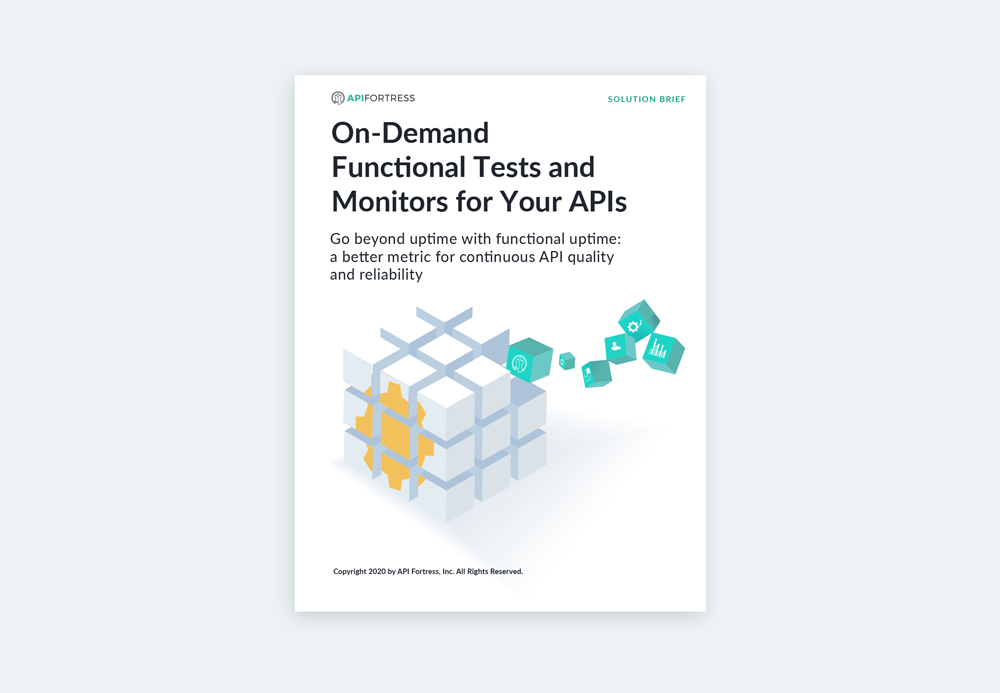 APIFORTRESS
SOLUTION BRIEF
On-Demand
Functional Tests and
Monitors for Your APIs
Go beyond uptime with functional uptime:
a better metric for continuous API quality
and reliability
Copyright 2020 by API Fortress, Inc. All Rights Reserved.